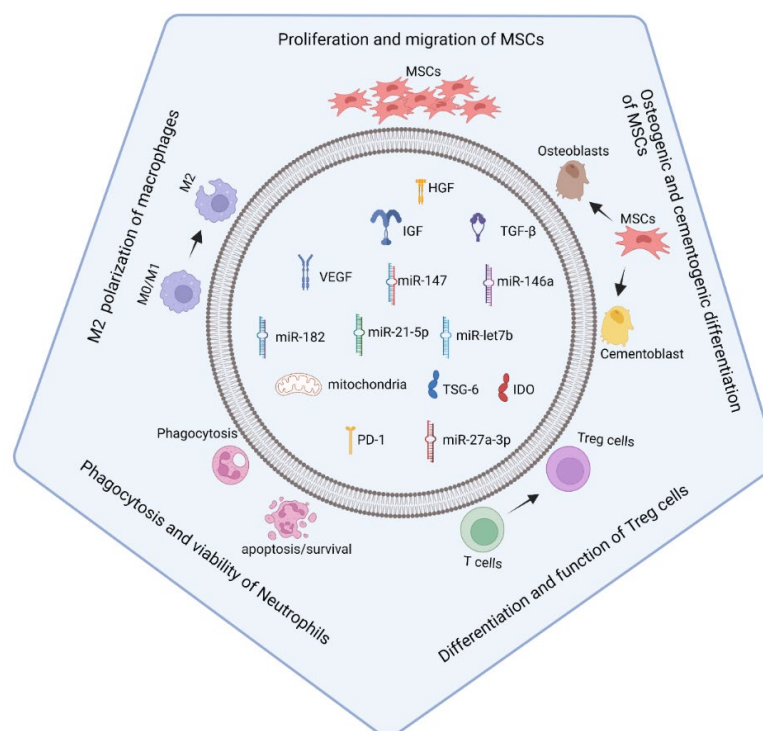 Proliferation and migration of MSCs
MSCs
Osteogenic and cementogenic differentiation
of MSCs
Osteoblasts
MSCs
Cementoblast
M2 polarization of macrophages
M2
M0/M1
HGF
IGF
TGF-β
VEGF
miR-147
miR-146a
miR-182
miR-21-5p
miR-let7b
mitochondria
TSG-6
IDO
PD-1
miR-27a-3p
Phagocytosis
apoptosis/survival
Phagocytosis and viability of Neutrophils
Treg cells
T cells
Differentiation and function of Treg cells